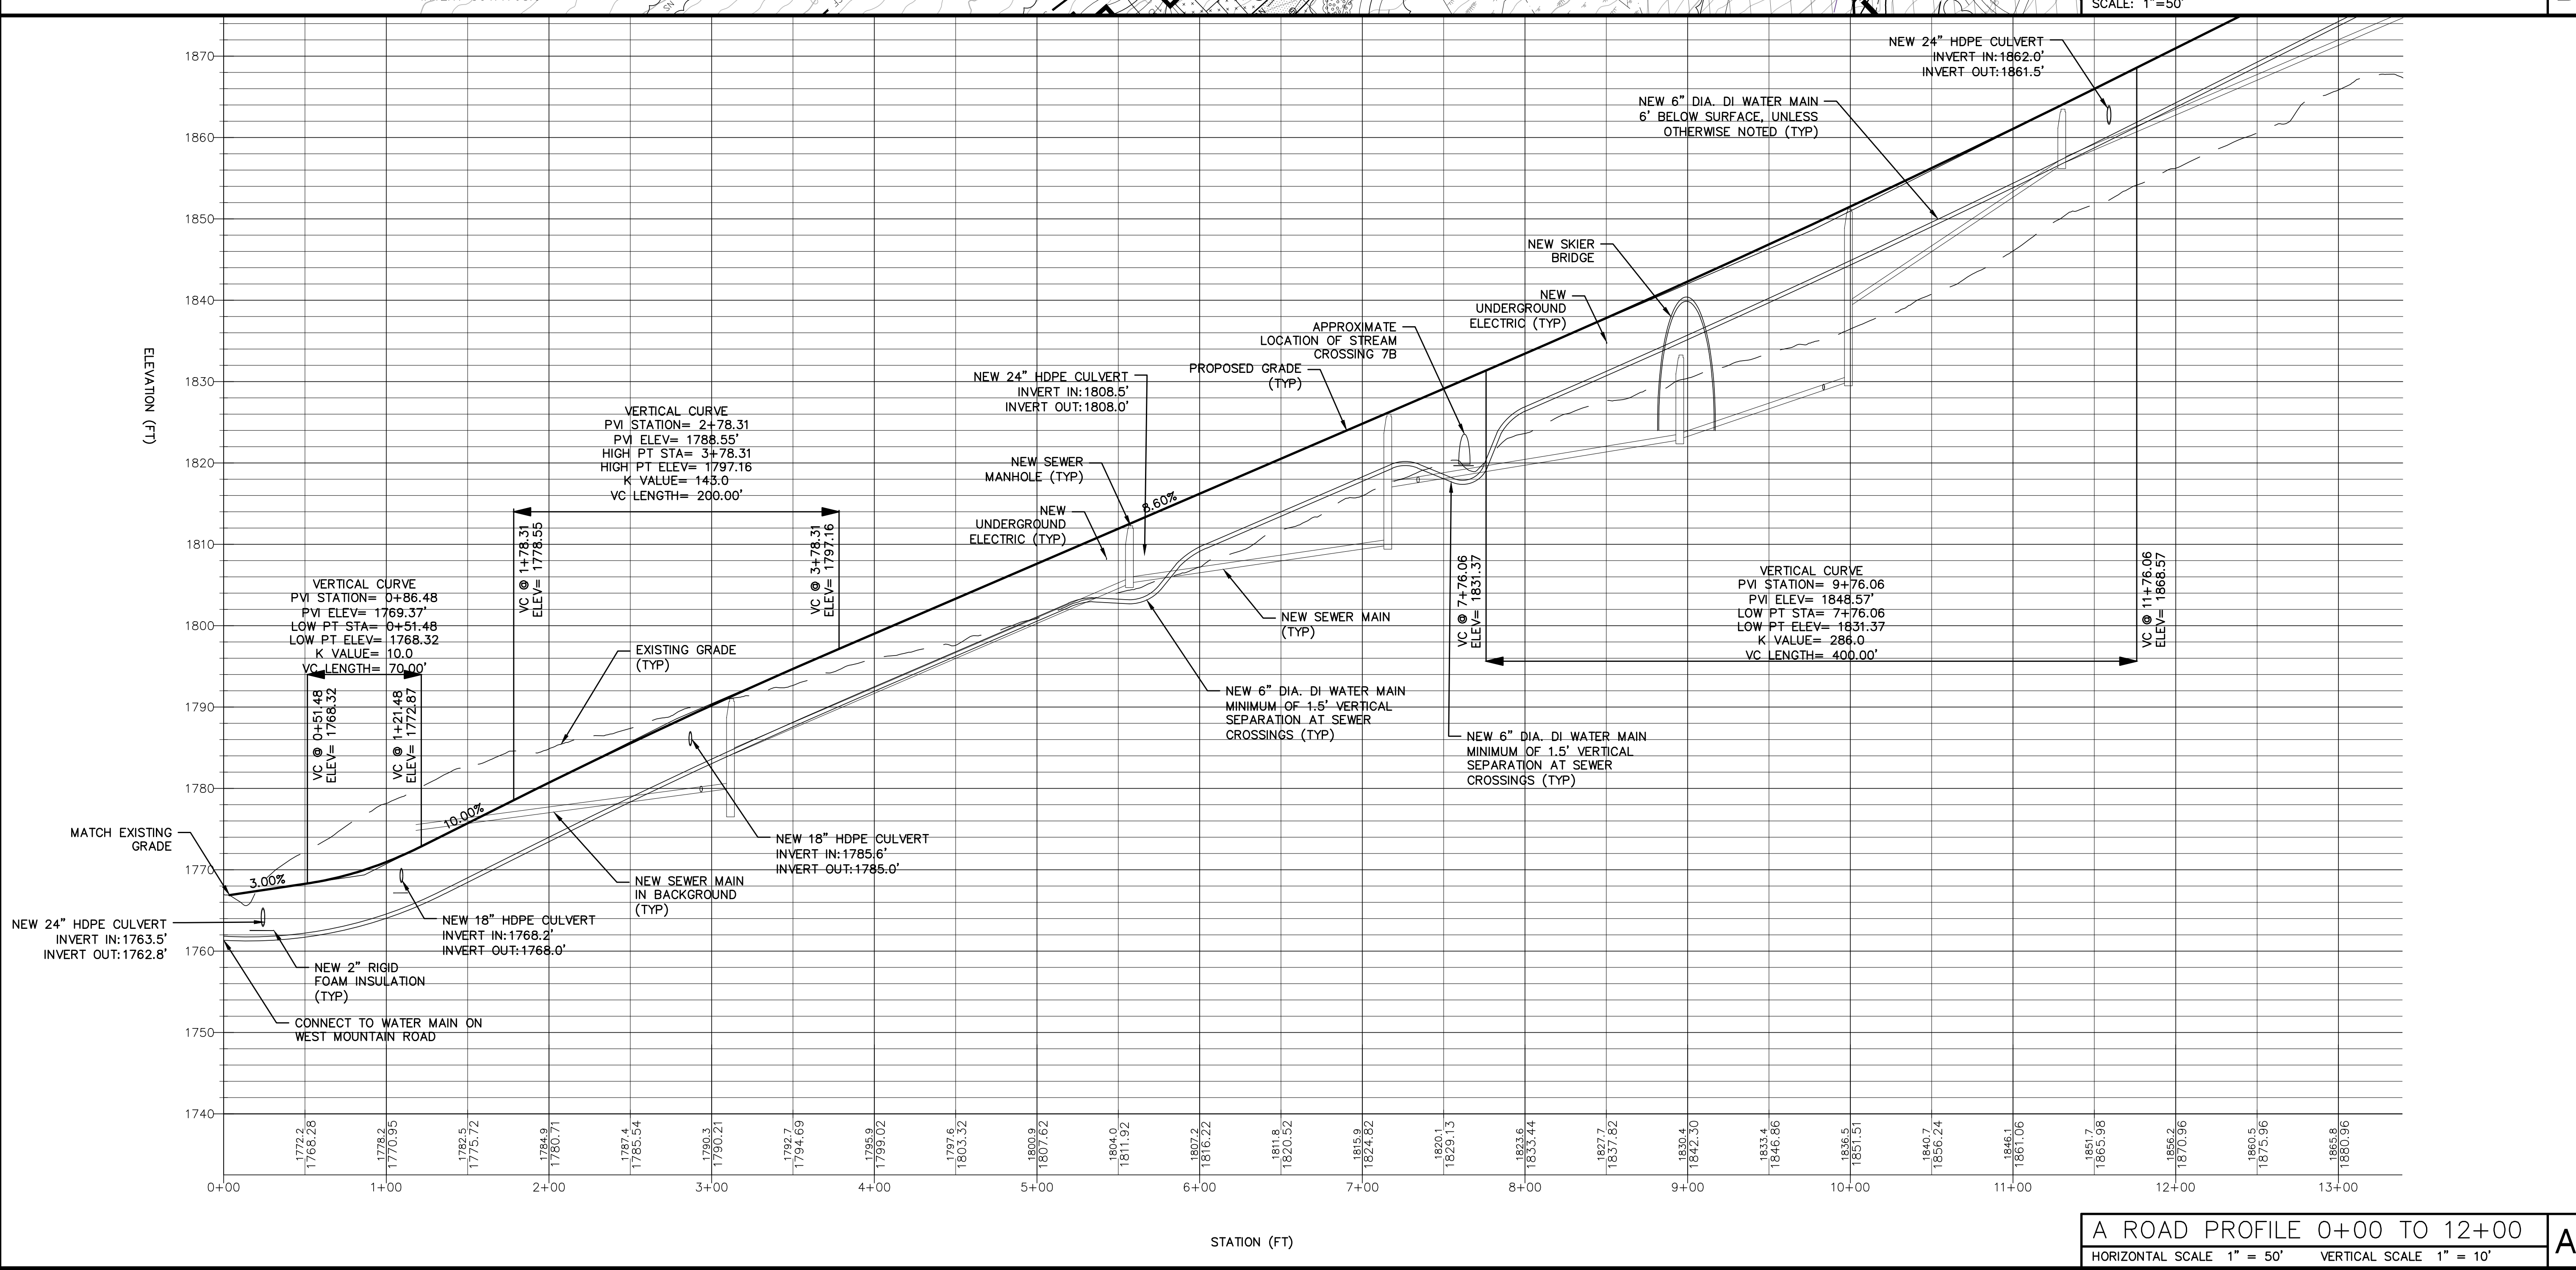 SCALE: 1"=50'
1870
1860
1850
1840
1830
1820
1810
1800
1790
1780
1770
1760
1750
1740
ELEVATION (FT)
NEW 24" HDPE CULVERT
INVERT IN:1862.0'
INVERT OUT:1861.5'
NEW 6" DIA. DI WATER MAIN
6' BELOW SURFACE, UNLESS
OTHERWISE NOTED (TYP)
NEW SKIER
BRIDGE
NEW
UNDERGROUND
ELECTRIC (TYP)
APPROXIMATE
LOCATION OF STREAM
CROSSING 7B
PROPOSED GRADE
(TYP)
NEW 24" HDPE CULVERT
INVERT IN:1808.5'
INVERT OUT:1808.0'
VERTICAL CURVE
PVI STATION= 2+78.31
PVI ELEV= 1788.55'
HIGH PT STA= 3+78.31
HIGH PT ELEV= 1797.16
K VALUE= 143.0
VC LENGTH= 200.00'
NEW SEWER
MANHOLE (TYP)
8.60%
NEW
UNDERGROUND
ELECTRIC (TYP)
VC @ 1+78.31
ELEV= 1778.55
VC @ 3+78.31
ELEV= 1797.16
VC @ 7+76.06
ELEV= 1831.37
VC @ 11+76.06
ELEV= 1868.57
VERTICAL CURVE
PVI STATION= 0+86.48
PVI ELEV= 1769.37'
LOW PT STA= 0+51.48
LOW PT ELEV= 1768.32
K VALUE= 10.0
VC LENGTH= 70.00'
VERTICAL CURVE
PVI STATION= 9+76.06
PVI ELEV= 1848.57'
LOW PT STA= 7+76.06
LOW PT ELEV= 1831.37
K VALUE= 286.0
VC LENGTH= 400.00'
NEW SEWER MAIN
(TYP)
EXISTING GRADE
(TYP)
VC @ 0+51.48
ELEV= 1768.32
VC @ 1+21.48
ELEV= 1772.87
NEW 6" DIA. DI WATER MAIN
MINIMUM OF 1.5' VERTICAL
SEPARATION AT SEWER
CROSSINGS (TYP)
NEW 6" DIA. DI WATER MAIN
MINIMUM OF 1.5' VERTICAL
SEPARATION AT SEWER
CROSSINGS (TYP)
10.00%
MATCH EXISTING
GRADE
3.00%
NEW 18" HDPE CULVERT
INVERT IN:1785.6'
INVERT OUT:1785.0'
NEW SEWER MAIN
IN BACKGROUND
(TYP)
NEW 24" HDPE CULVERT
INVERT IN:1763.5'
INVERT OUT:1762.8'
NEW 18" HDPE CULVERT
INVERT IN:1768.2'
INVERT OUT:1768.0'
NEW 2" RIGID
FOAM INSULATION
(TYP)
CONNECT TO WATER MAIN ON
WEST MOUNTAIN ROAD
1772.2
1768.28
1778.2
1770.95
1782.5
1775.72
1784.9
1780.71
1787.4
1785.54
1790.3
1790.21
1792.7
1794.69
1795.9
1799.02
1797.6
1803.32
1800.9
1807.62
1804.0
1811.92
1807.2
1816.22
1811.8
1820.52
1815.9
1824.82
1820.1
1829.13
1823.6
1833.44
1827.7
1837.82
1830.4
1842.30
1833.4
1846.86
1836.5
1851.51
1840.7
1856.24
1846.1
1861.06
1851.7
1865.98
1856.2
1870.96
1860.5
1875.96
1865.8
1880.96
0+00 1+00 2+00 3+00 4+00 5+00 6+00 7+00 8+00 9+00 10+00 11+00 12+00 13+00
STATION (FT)
A ROAD PROFILE 0+00 TO 12+00
HORIZONTAL SCALE 1" = 50' VERTICAL SCALE 1" = 10'
A